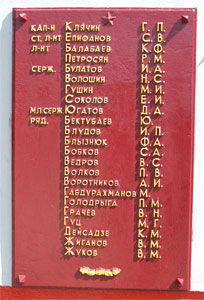 КАП-Н КЛЯЧИН Г. П.
СТ. Л-НТ ЕПИФАНОВ С. В.
Л-НТ БАЛАБАЕВ К. Ф.
ПЕТРОСЯН Р. М.
СЕРЖ. БУЛАТОВ И. А.
ВОЛОШИН Н. С.
ГУЩИН М. И.
СОКОЛОВ Е. И.
МЛ.СЕРЖ. ЮГАТОВ Д. А.
РЯД. БЕКТУБАЕВ Ю.
БЛУДОВ И. П.
БЛЫЗНЮК Ф. А.
БОБКОВ С. А.
ВЕДРОВ В. С.
ВОЛКОВ П. В.
ВОРОТНИКОВ А. И.
ГАБДУРАХМАНОВ М.
ГОЛОДРЫГА П. М.
ГРАЧЕВ В. Н.
ГУЦ М. Г.
ДЕЙСАДЗЕ К. М.
ЖИГАНОВ В. М.
ЖУКОВ В. М.